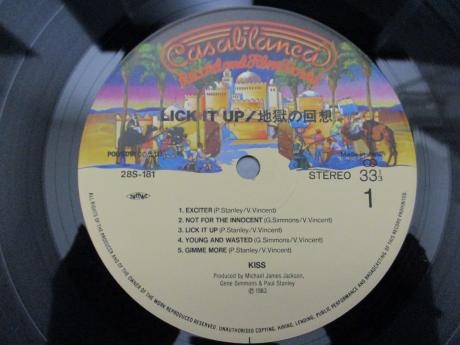 Casablanca
Record and FilmWorks
LICK IT UP/地獄の回想
28S-181
STEREO 33 1/3
1
1. EXCITER (P.Stanley/V.Vincent)
2. NOT FOR THE INNOCENT (G.Simmons/V.Vincent)
3. LICK IT UP (P.Stanley/V.Vincent)
4. YOUNG AND WASTED (G.Simmons/V.Vincent)
5. GIMME MORE (P.Stanley/V.Vincent)
KISS
Produced by Michael James Jackson,
Gene Simmons & Paul Stanley
Ⓟ 1983
ALL RIGHTS OF THE PRODUCER AND OF THE OWNER OF THE WORK REPRODUCED RESERVED. UNAUTHORISED COPYING, HIRING, LENDING, PUBLIC PERFORMANCE AND BROADCASTING OF THIS RECORD PROHIBITED.